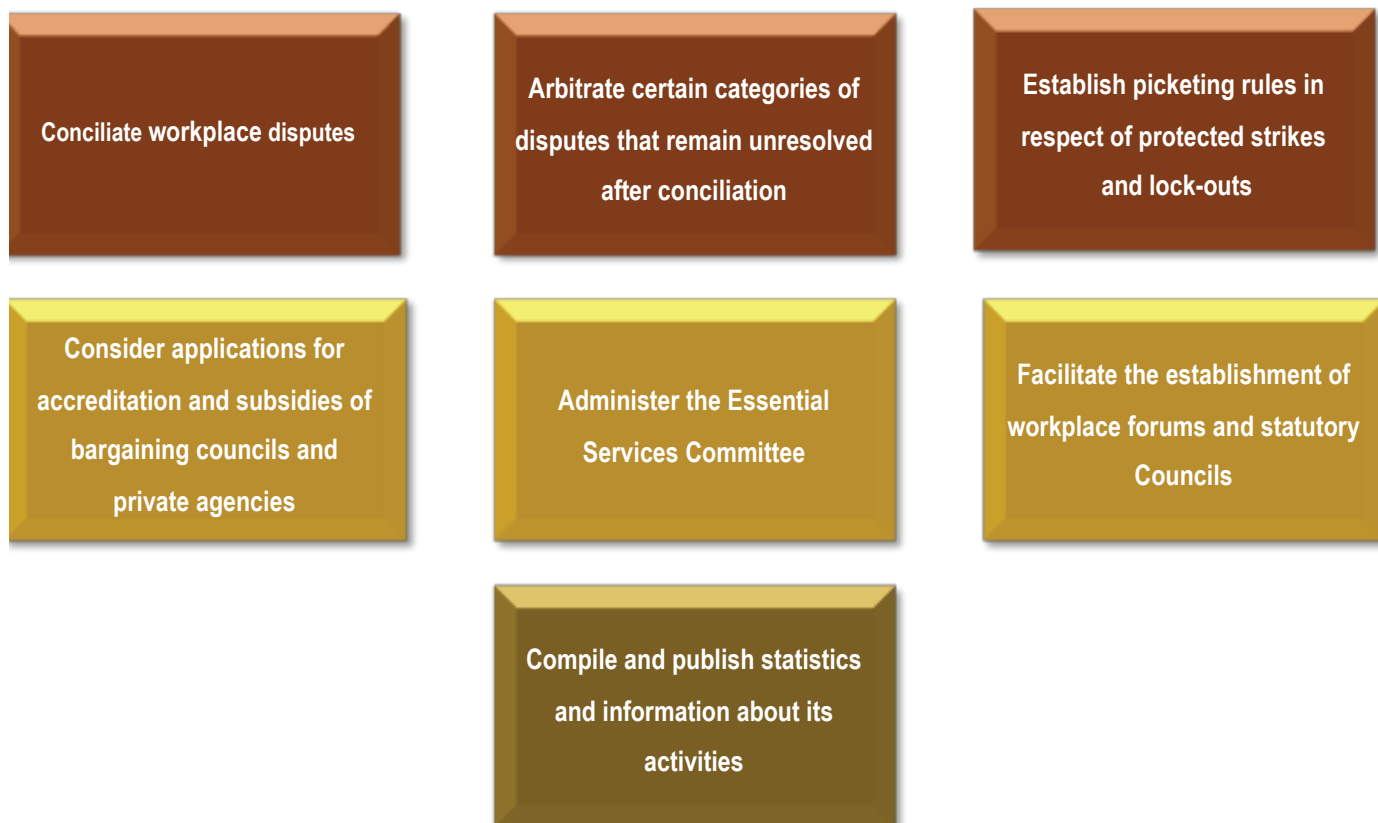 Conciliate workplace disputes
Arbitrate certain categories of
disputes that remain unresolved
after conciliation
Establish picketing rules in
respect of protected strikes
and lock-outs
Consider applications for
accreditation and subsidies of
bargaining councils and
private agencies
Administer the Essential
Services Committee
Facilitate the establishment of
workplace forums and statutory
Councils
Compile and publish statistics
and information about its
activities